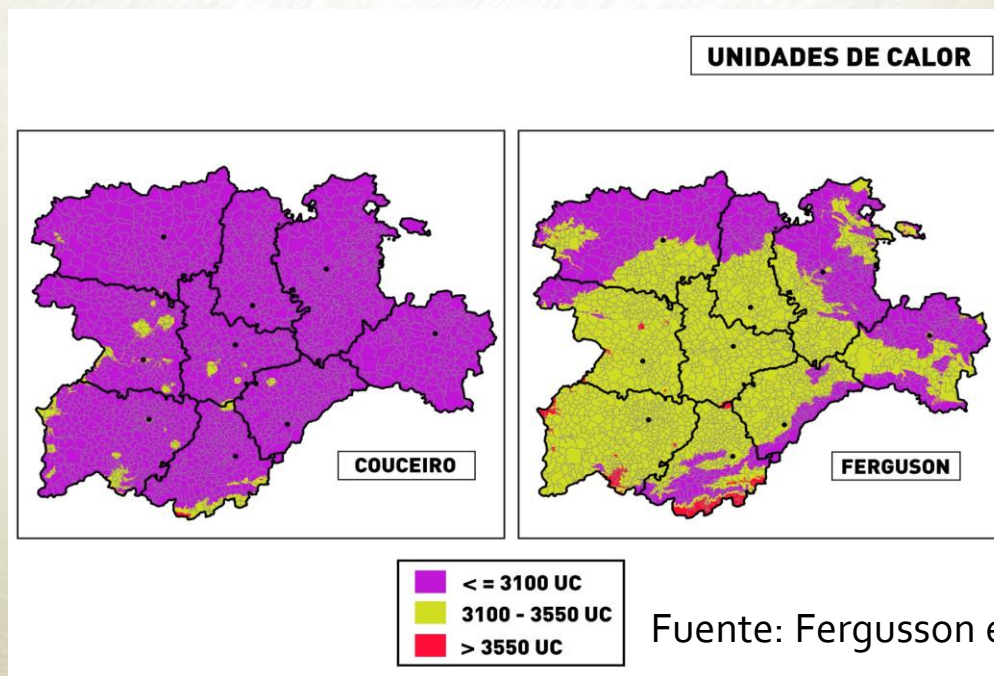 UNIDADES DE CALOR
COUCEIRO
FERGUSON
< = 3100 UC
3100 - 3550 UC
> 3550 UC
Fuente: Fergusson e